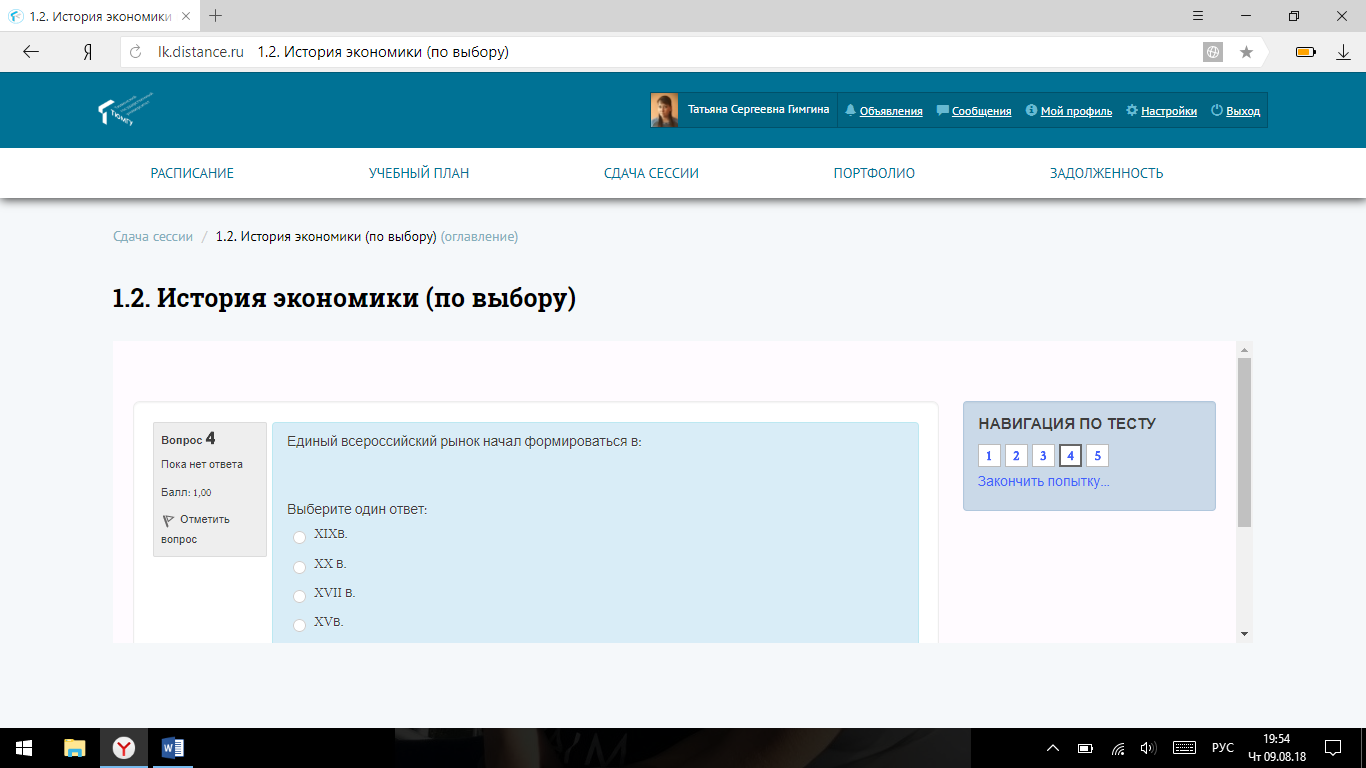 1.2. История экономики
lk.distance.ru 1.2. История экономики (по выбору)
ТюмГУ
Татьяна Сергеевна Гимгина Объявления Сообщения Мой профиль Настройки Выход
РАСПИСАНИЕ УЧЕБНЫЙ ПЛАН СДАЧА СЕССИИ ПОРТФОЛИО ЗАДОЛЖЕННОСТЬ
Сдача сессии / 1.2. История экономики (по выбору) (оглавление)
1.2. История экономики (по выбору)
Вопрос 4
Пока нет ответа
Балл: 1,00
Отметить
вопрос
Единый всероссийский рынок начал формироваться в:
Выберите один ответ:
XIXв.
XX в.
XVII в.
XVв.
НАВИГАЦИЯ ПО ТЕСТУ
1 2 3 4 5
Закончить попытку...
РУС
19:54
Чт 09.08.18